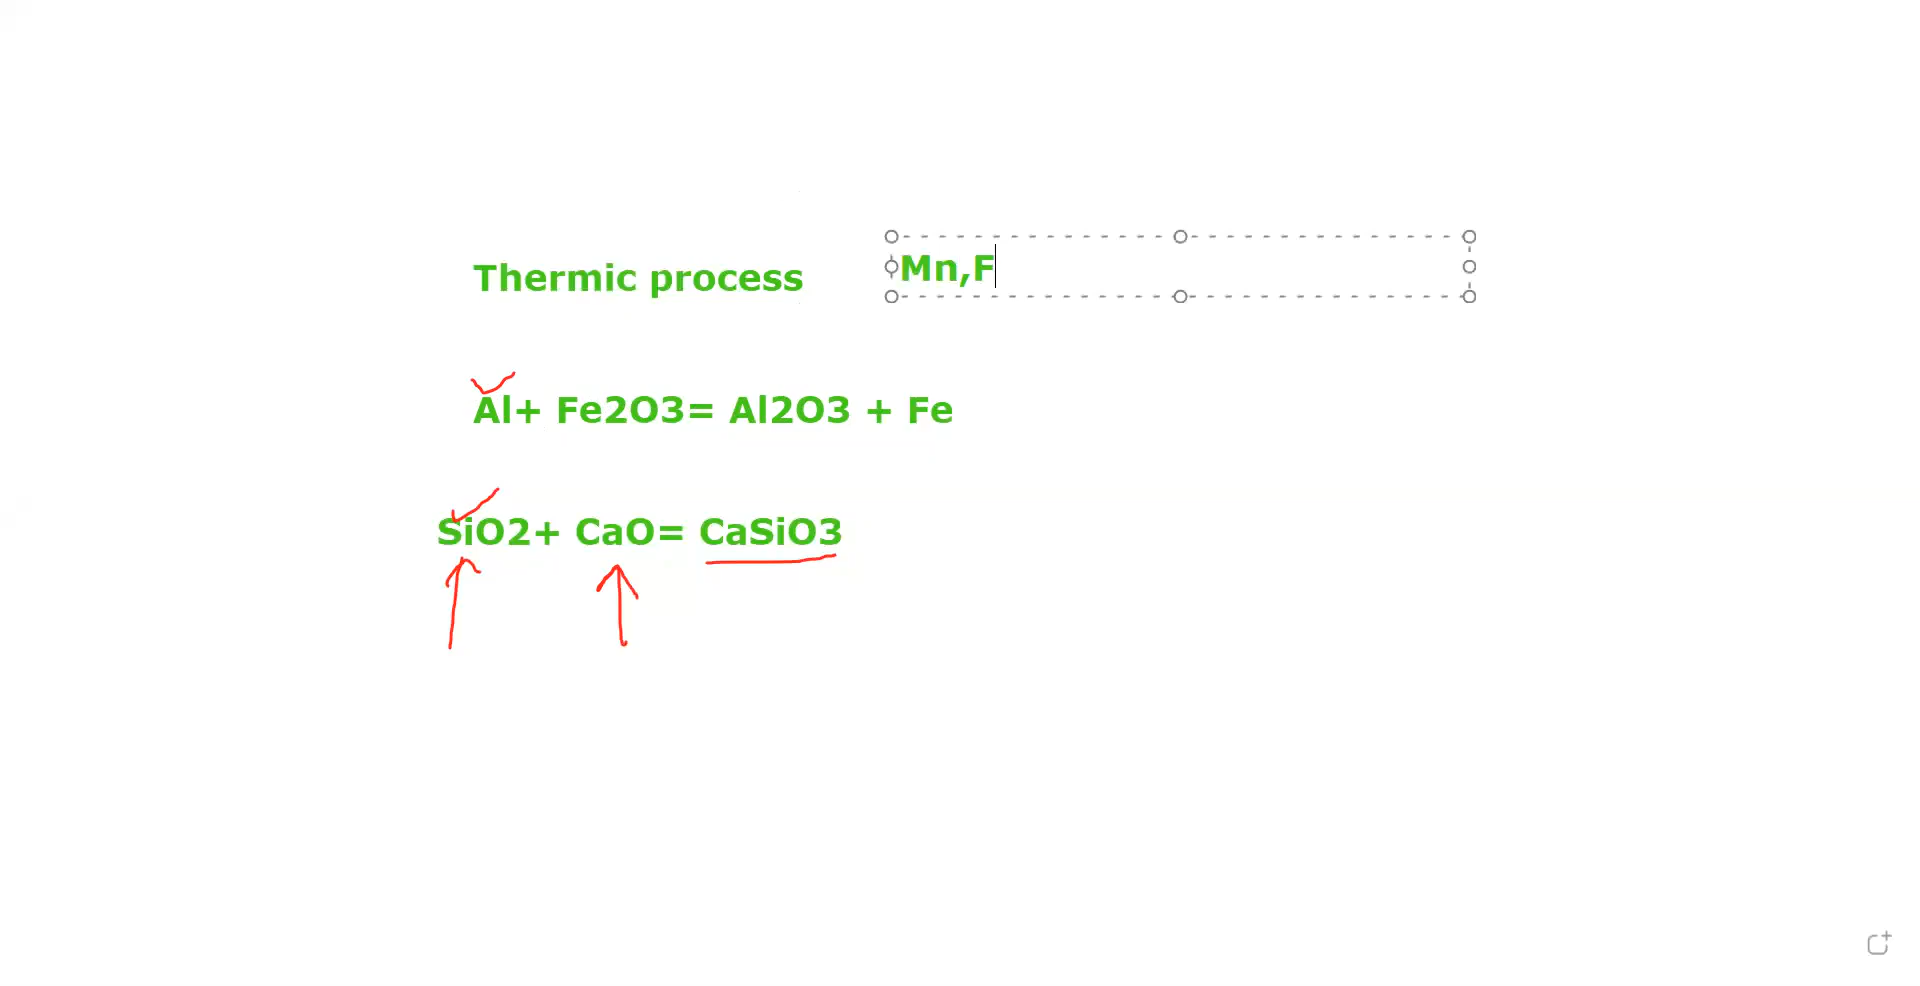 Thermic process
Mn,F
Al+ Fe2O3= Al2O3 + Fe
SiO2+ CaO= CaSiO3